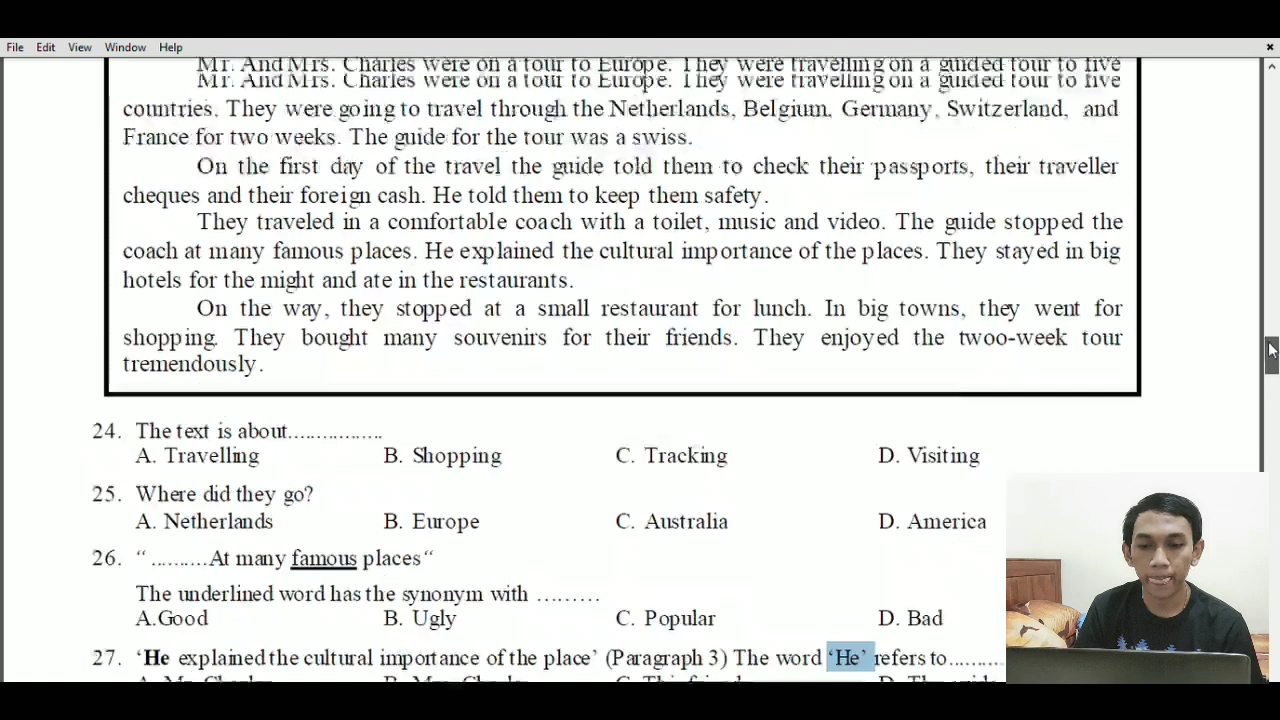 File Edit View Window Help
Mr. And Mrs. Charles were on a tour to Europe. They were travelling on a guided tour to five
Mr. And Mrs. Charles were on a tour to Europe. They were travelling on a guided tour to five
countries. They were going to travel through the Netherlands, Belgium, Germany, Switzerland, and
France for two weeks. The guide for the tour was a swiss.
On the first day of the travel the guide told them to check their passports, their traveller
cheques and their foreign cash. He told them to keep them safety.
They traveled in a comfortable coach with a toilet, music and video. The guide stopped the
coach at many famous places. He explained the cultural importance of the places. They stayed in big
hotels for the might and ate in the restaurants.
On the way, they stopped at a small restaurant for lunch. In big towns, they went for
shopping. They bought many souvenirs for their friends. They enjoyed the twoo-week tour
tremendously.
24. The text is about................
A. Travelling B. Shopping C. Tracking D. Visiting
25. Where did they go?
A. Netherlands B. Europe C. Australia D. America
26. “ ..........At many famous places“
The underlined word has the synonym with ………
A.Good B. Ugly C. Popular D. Bad
27. ‘He explained the cultural importance of the place’ (Paragraph 3) The word ‘He’ refers to..........